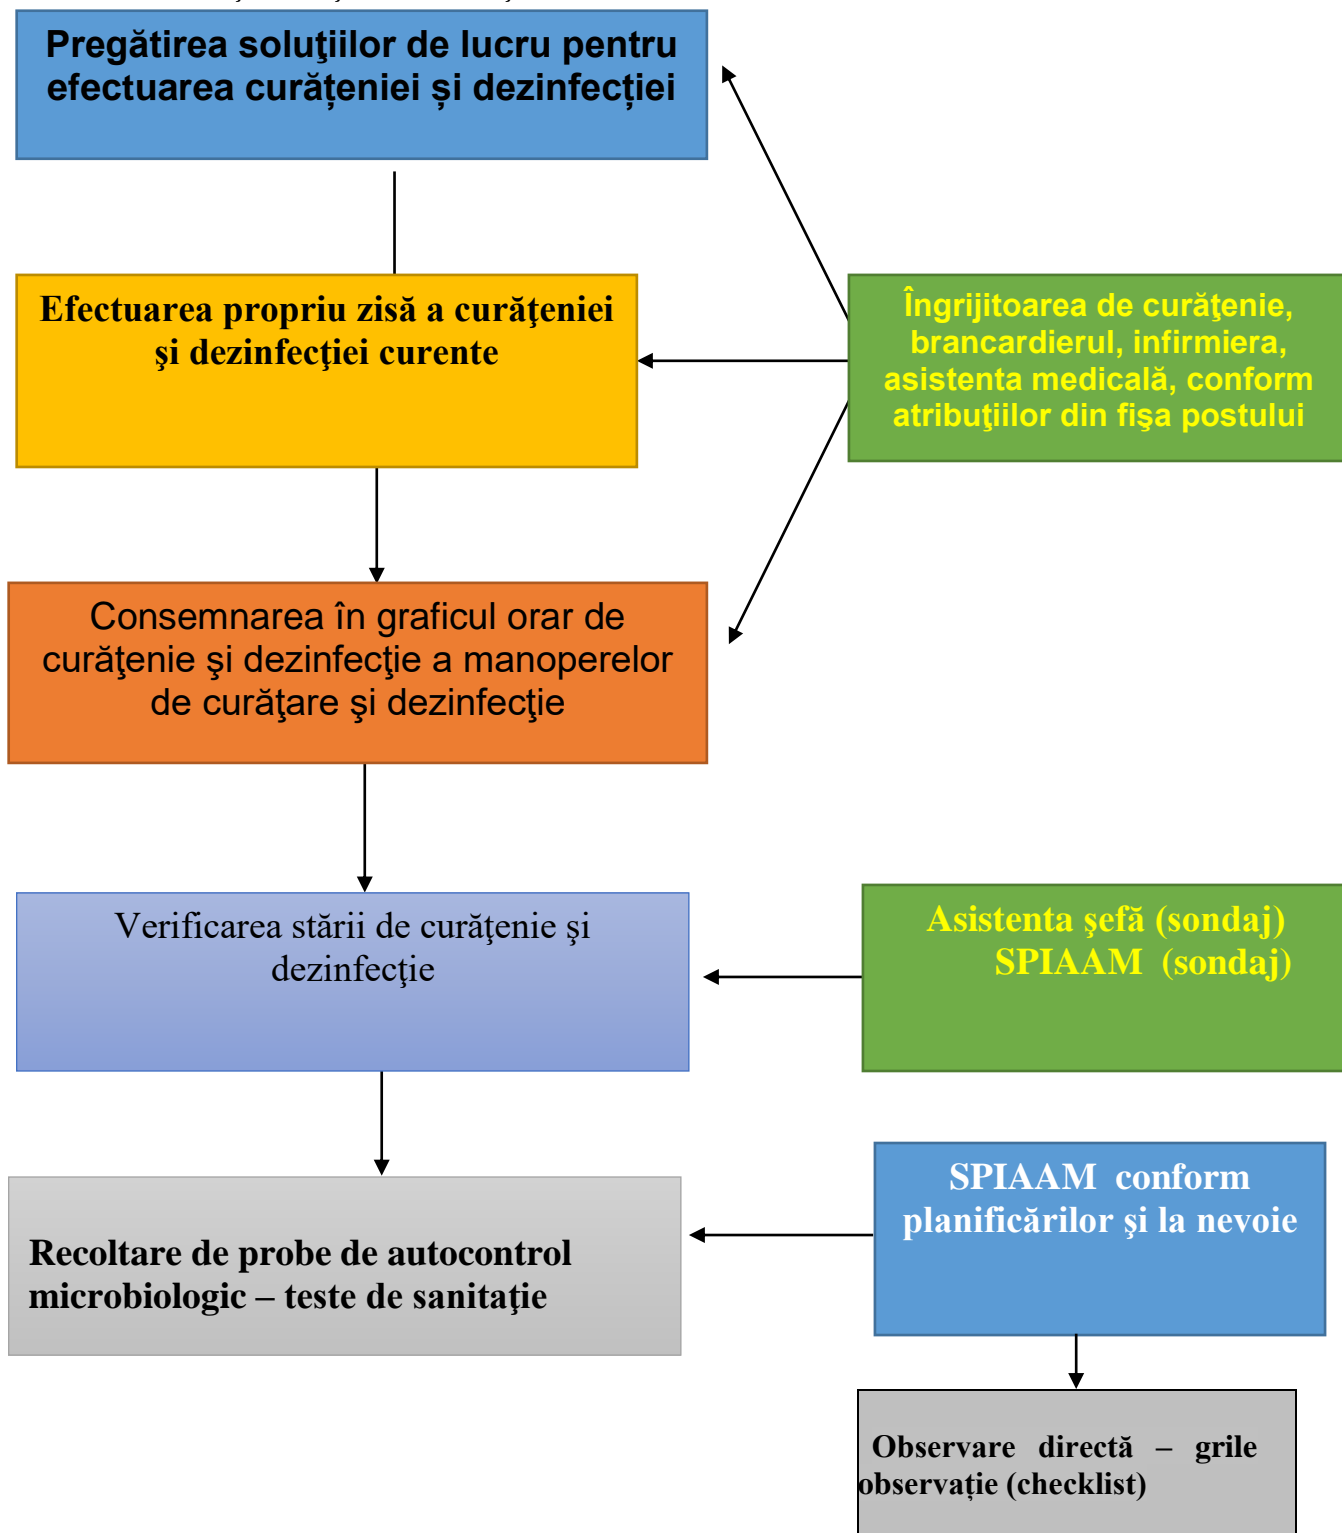 Pregătirea soluţiilor de lucru pentru
efectuarea curățeniei și dezinfecției
Efectuarea propriu zisă a curăţeniei
şi dezinfecţiei curente
Îngrijitoarea de curăţenie,
brancardierul, infirmiera,
asistenta medicală, conform
atribuţiilor din fişa postului
Consemnarea în graficul orar de
curăţenie şi dezinfecţie a manoperelor
de curăţare şi dezinfecţie
Verificarea stării de curăţenie şi
dezinfecţie
Asistenta şefă (sondaj)
SPIAAM (sondaj)
SPIAAM conform
planificărilor şi la nevoie
Recoltare de probe de autocontrol
microbiologic – teste de sanitaţie
Observare directă – grile
observație (checklist)